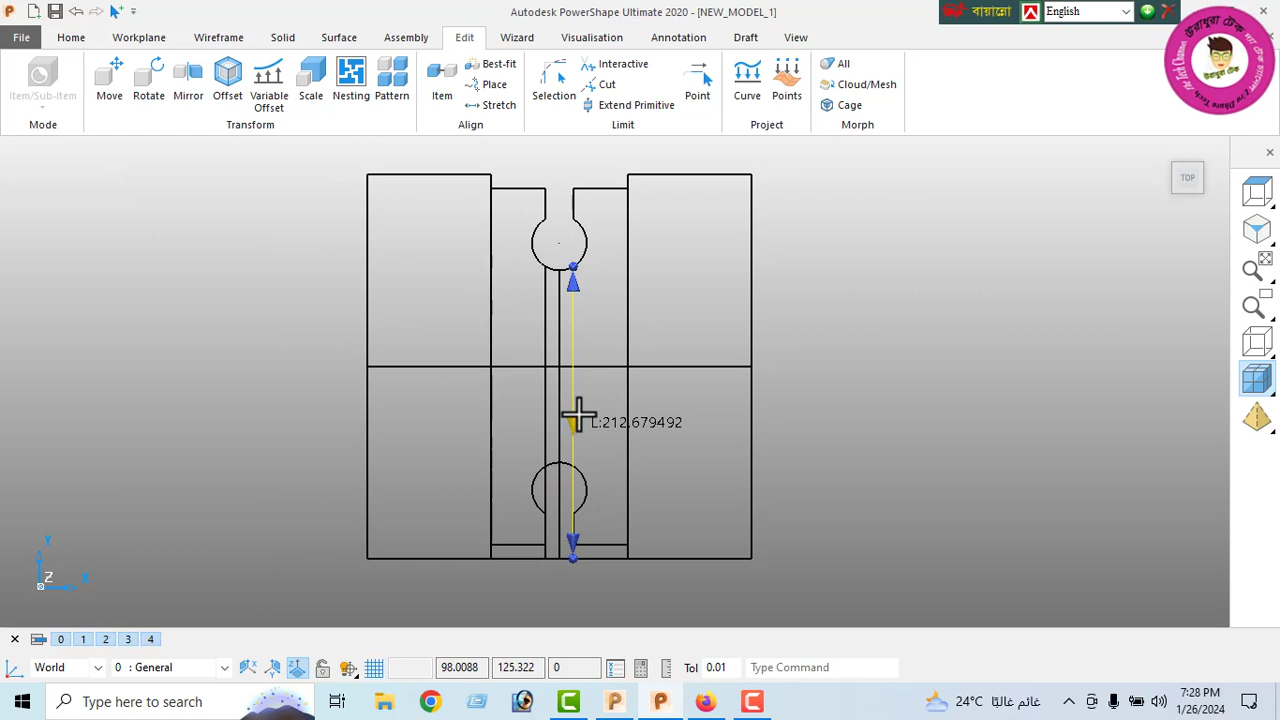 Autodesk PowerShape Ultimate 2020 - [NEW_MODEL_1]
বায়ান্নো
English
File
Home
Workplane
Wireframe
Solid
Surface
Assembly
Edit
Visualisation
Annotation
Draft
View
Item/Sub-Item
Mode
Move
Rotate
Mirror
Offset
Variable
Offset
Scale
Nesting
Pattern
Transform
Item
Best-
Place
Stretch
Align
Selection
Interactive
Cut
Extend Primitive
Limit
Point
Curve
Points
Project
All
Cloud/Mesh
Cage
Morph
TOP
L:212.679492
Y
Z
X
0
1
2
3
4
World
0 : General
98.0088
125.322
0
Tol
0.01
Type Command
Type here to search
24°C
غائم غالبًا
7:28 PM
1/26/2024